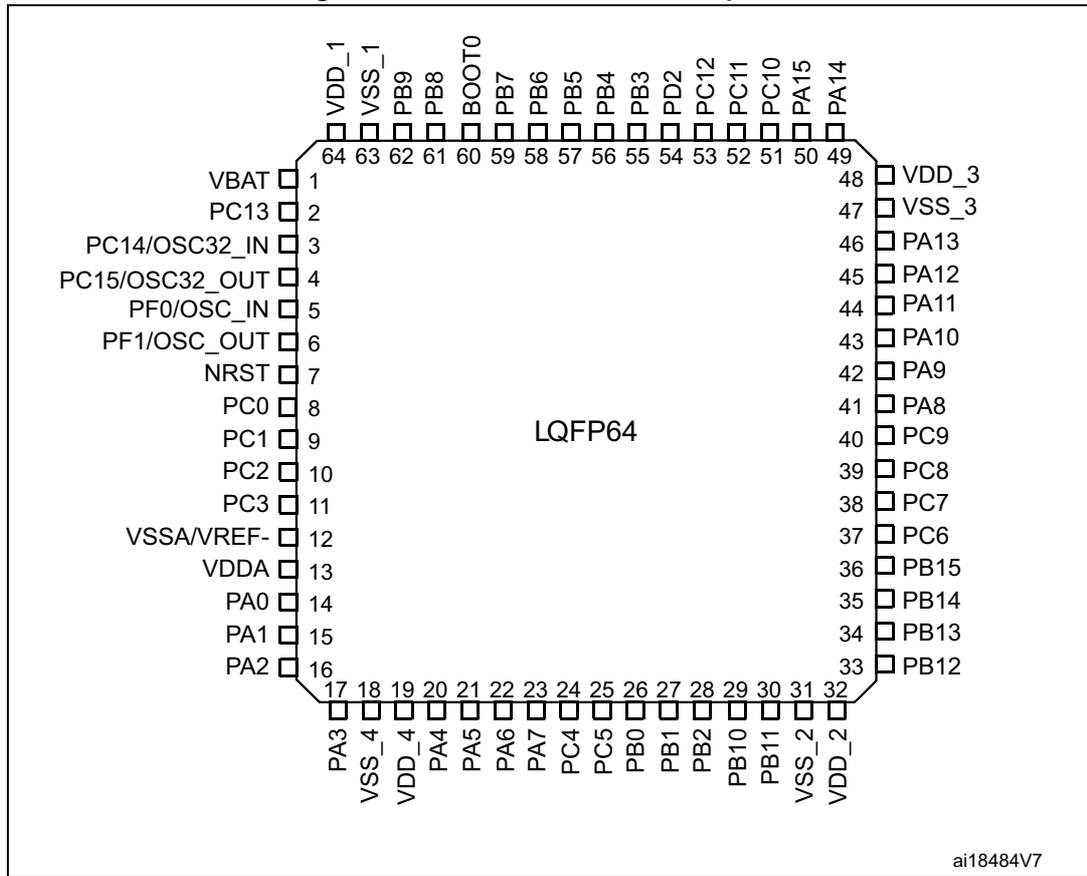 VDD_1
VSS_1
PB9
PB8
BOOT0
PB7
PB6
PB5
PB4
PB3
PD2
PC12
PC11
PC10
PA15
PA14
64 63 62 61 60 59 58 57 56 55 54 53 52 51 50 49
VBAT 1
PC13 2
PC14/OSC32_IN 3
PC15/OSC32_OUT 4
PF0/OSC_IN 5
PF1/OSC_OUT 6
NRST 7
PC0 8
PC1 9
PC2 10
PC3 11
VSSA/VREF- 12
VDDA 13
PA0 14
PA1 15
PA2 16
LQFP64
48 VDD_3
47 VSS_3
46 PA13
45 PA12
44 PA11
43 PA10
42 PA9
41 PA8
40 PC9
39 PC8
38 PC7
37 PC6
36 PB15
35 PB14
34 PB13
33 PB12
17 18 19 20 21 22 23 24 25 26 27 28 29 30 31 32
PA3
VSS_4
VDD_4
PA4
PA5
PA6
PA7
PC4
PC5
PB0
PB1
PB2
PB10
PB11
VSS_2
VDD_2
ai18484V7